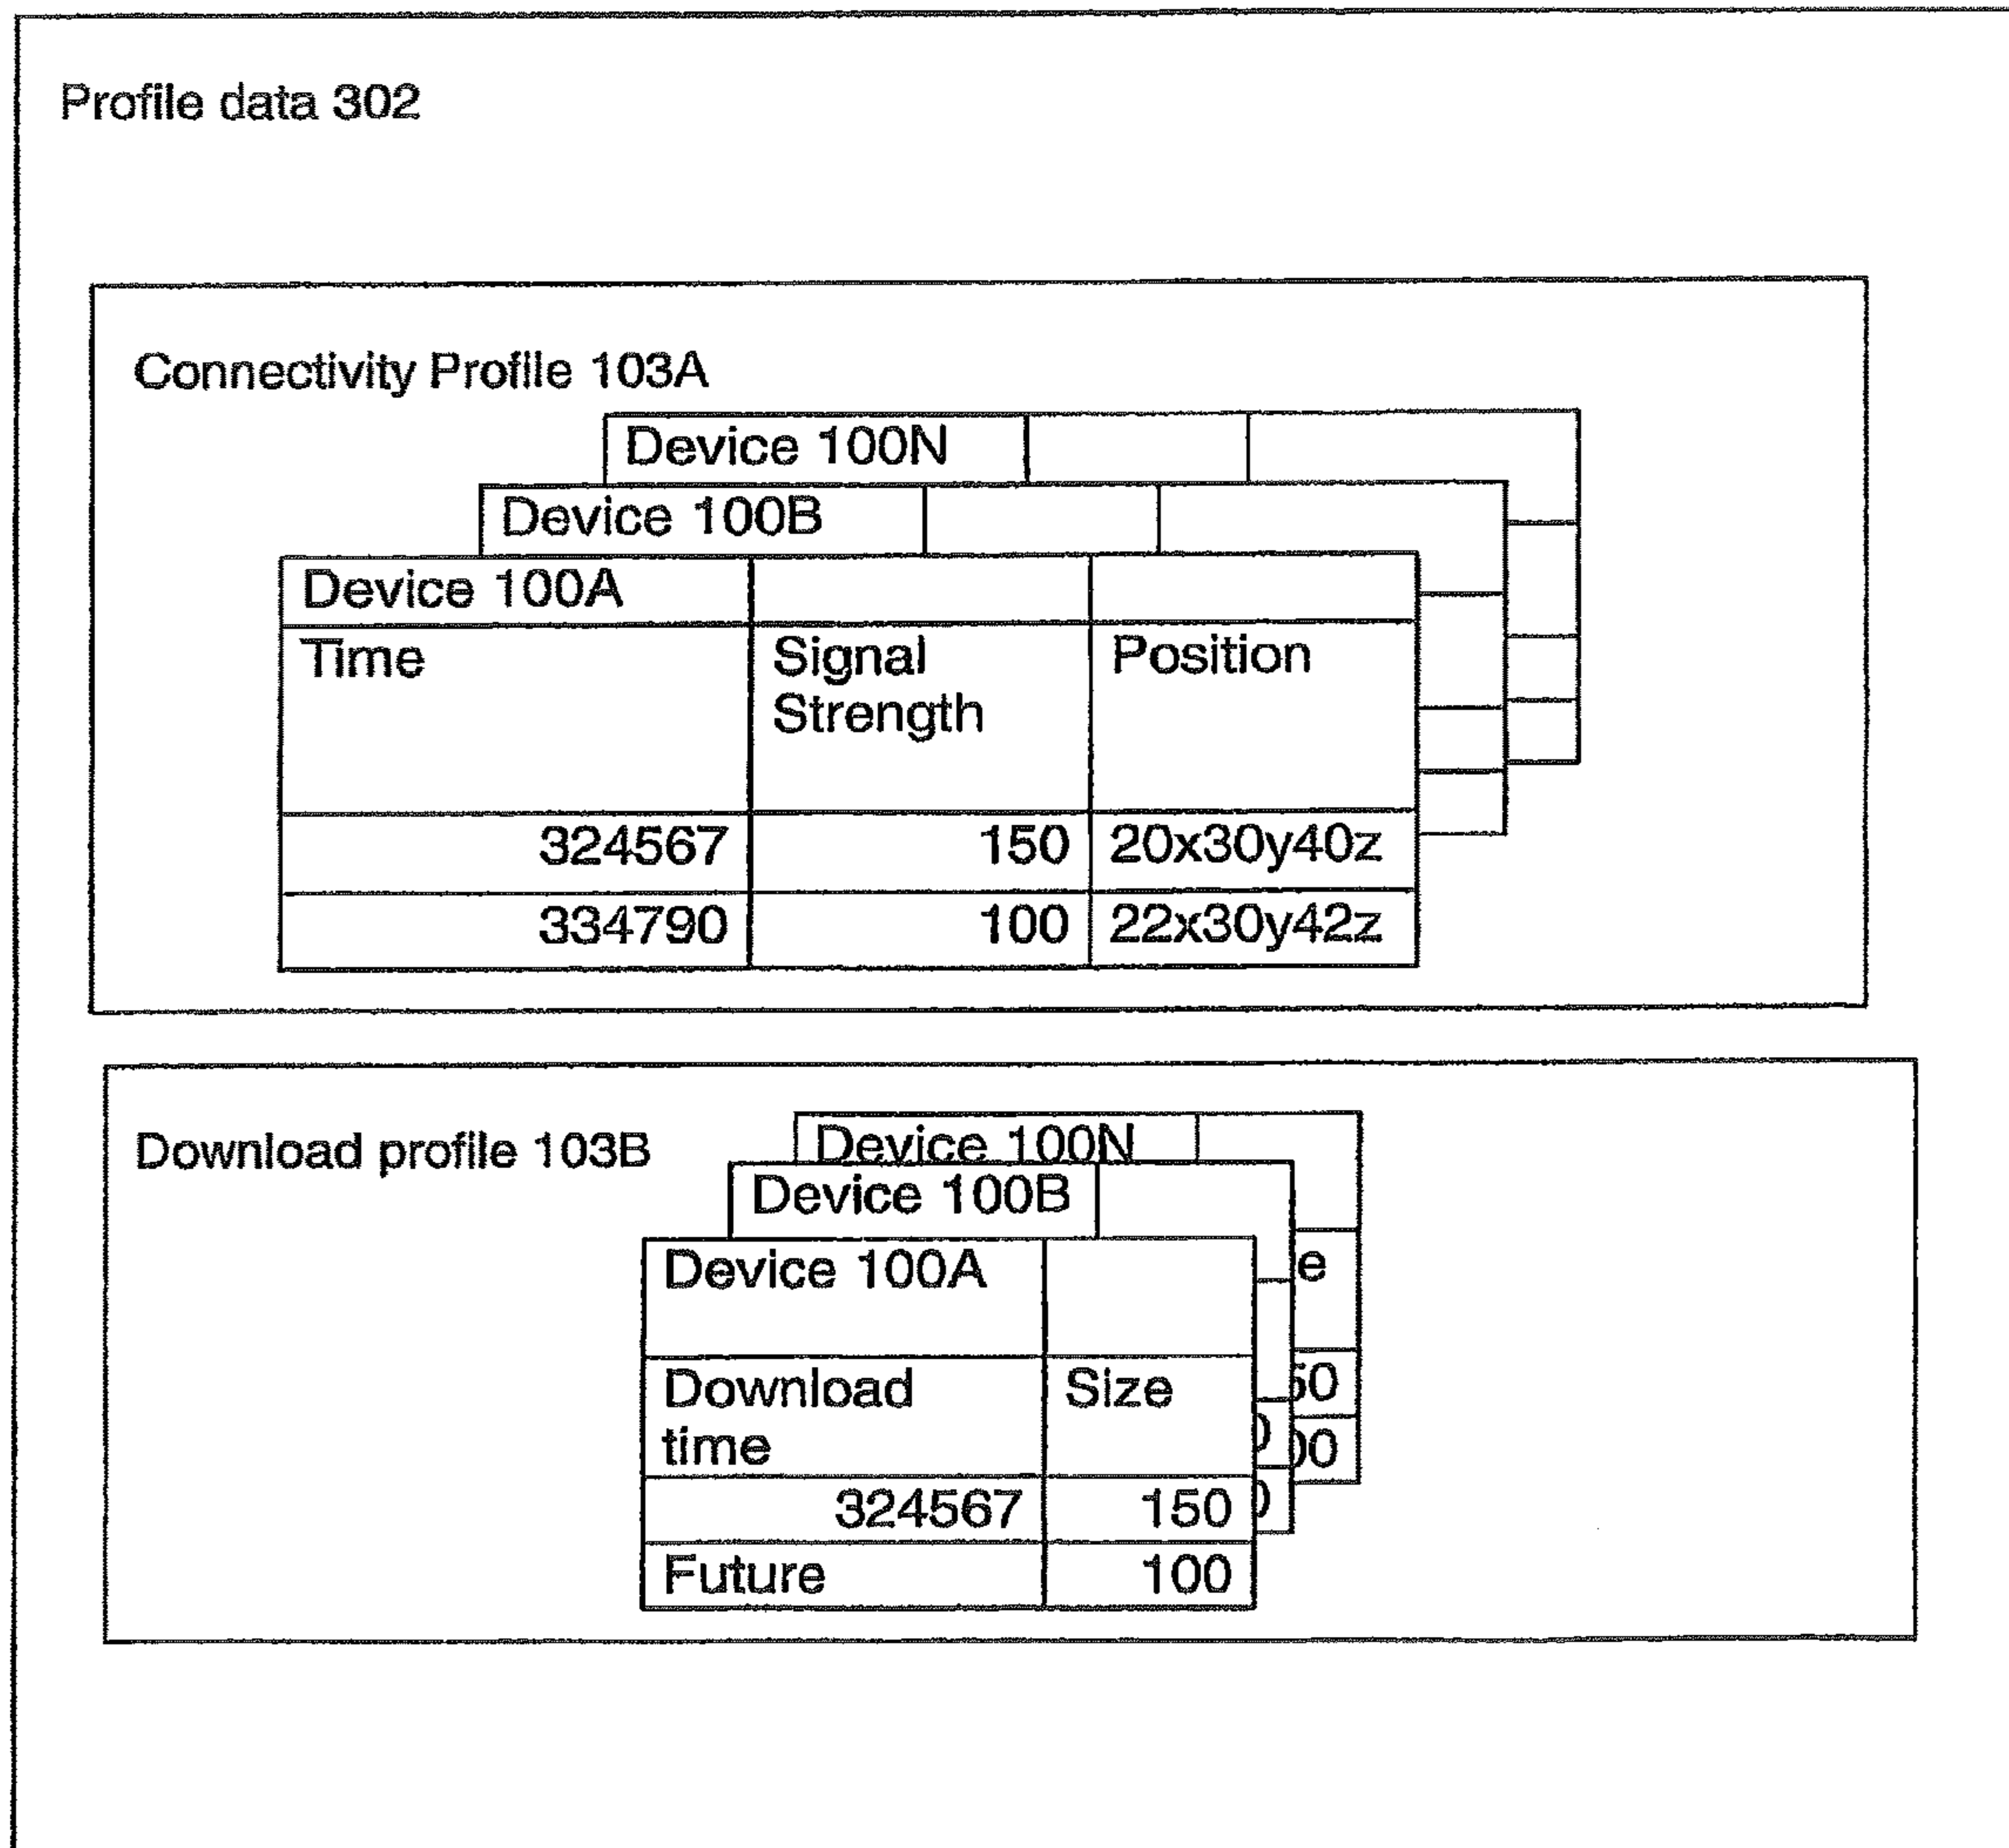 Profile data 302
Connectivity Profile 103A
Device 100N
Device 100B
Device 100A
Time Signal Strength Position
324567 150 20x30y40z
334790 100 22x30y42z
Download profile 103B
Device 100N
Device 100B
Device 100A
Download time Size
324567 150
Future 100